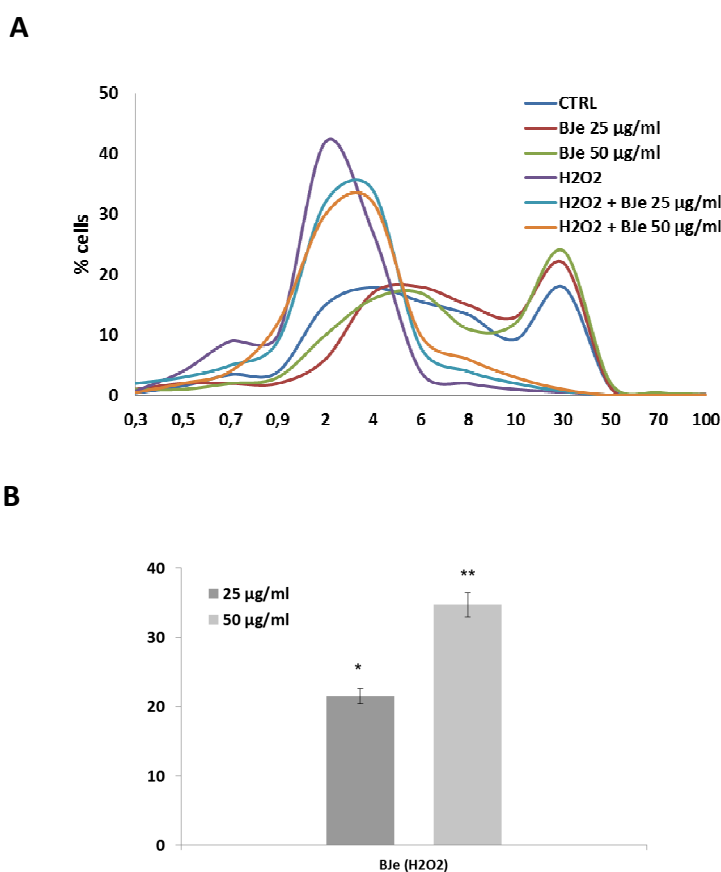 A
50
40
30
20
10
0
% cells
0,3 0,5 0,7 0,9 2 4 6 8 10 30 50 70 100
CTRL
BJe 25 µg/ml
BJe 50 µg/ml
H2O2
H2O2 + BJe 25 µg/ml
H2O2 + BJe 50 µg/ml
B
40
30
20
10
0
25 µg/ml
50 µg/ml
*
**
BJe (H2O2)